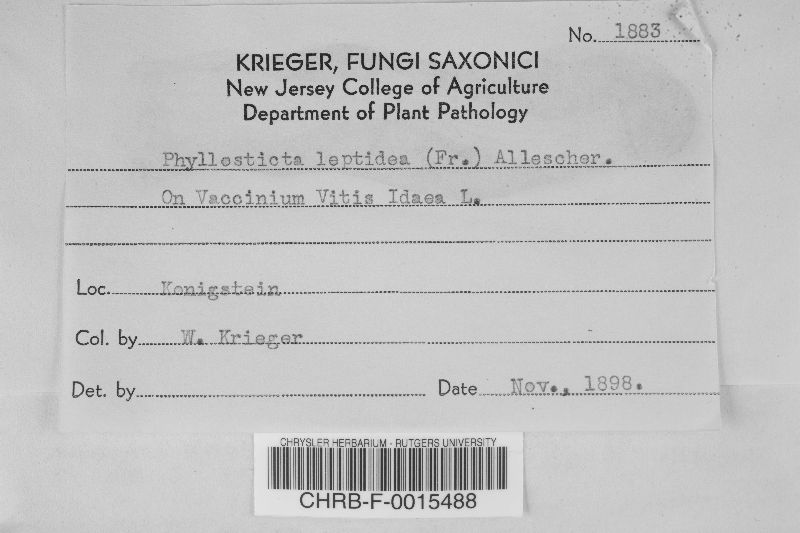 No. 1883
KRIEGER, FUNGI SAXONICI
New Jersey College of Agriculture
Department of Plant Pathology
Phyllosticta leptidea (Fr.) Allescher.
On Vaccinium Vitis Idaea L.
Loc. Konigstein
Col. by W. Krieger
Det. by
Date Nov., 1898.
CHRYSLER HERBARIUM - RUTGERS UNIVERSITY
CHRB-F-0015488